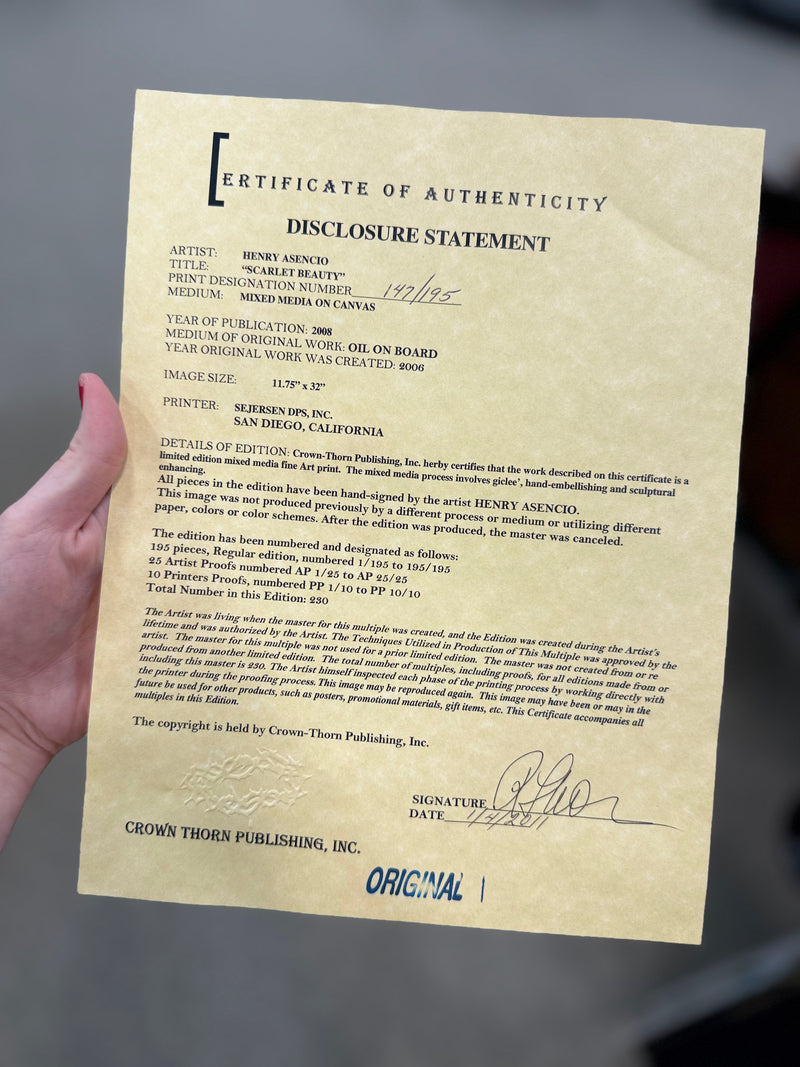 CERTIFICATE OF AUTHENTICITY
DISCLOSURE STATEMENT
ARTIST: HENRY ASENCIO
TITLE: “SCARLET BEAUTY”
PRINT DESIGNATION NUMBER 147/195
MEDIUM: MIXED MEDIA ON CANVAS
YEAR OF PUBLICATION: 2008
MEDIUM OF ORIGINAL WORK: OIL ON BOARD
YEAR ORIGINAL WORK WAS CREATED: 2006
IMAGE SIZE: 11.75” x 32”
PRINTER: SEJERSEN DPS, INC.
SAN DIEGO, CALIFORNIA
DETAILS OF EDITION: Crown-Thorn Publishing, Inc. herby certifies that the work described on this certificate is a
limited edition mixed media fine Art print. The mixed media process involves giclee’, hand-embellishing and sculptural
enhancing.
All pieces in the edition have been hand-signed by the artist HENRY ASENCIO.
This image was not produced previously by a different process or medium or utilizing different
paper, colors or color schemes. After the edition was produced, the master was canceled.
The edition has been numbered and designated as follows:
195 pieces, Regular edition, numbered 1/195 to 195/195
25 Artist Proofs numbered AP 1/25 to AP 25/25
10 Printers Proofs, numbered PP 1/10 to PP 10/10
Total Number in this Edition: 230
The Artist was living when the master for this multiple was created, and the Edition was created during the Artist’s
lifetime and was authorized by the Artist. The Techniques Utilized in Production of This Multiple was approved by the
artist. The master for this multiple was not used for a prior limited edition. The master was not created from or re
produced from another limited edition. The total number of multiples, including proofs, for all editions made from or
including this master is 230. The Artist himself inspected each phase of the printing process by working directly with
the printer during the proofing process. This image may be reproduced again. This image may have been or may in the
future be used for other products, such as posters, promotional materials, gift items, etc. This Certificate accompanies all
multiples in this Edition.
The copyright is held by Crown-Thorn Publishing, Inc.
SIGNATURE
DATE 1/4/2011
CROWN THORN PUBLISHING, INC.
ORIGINAL